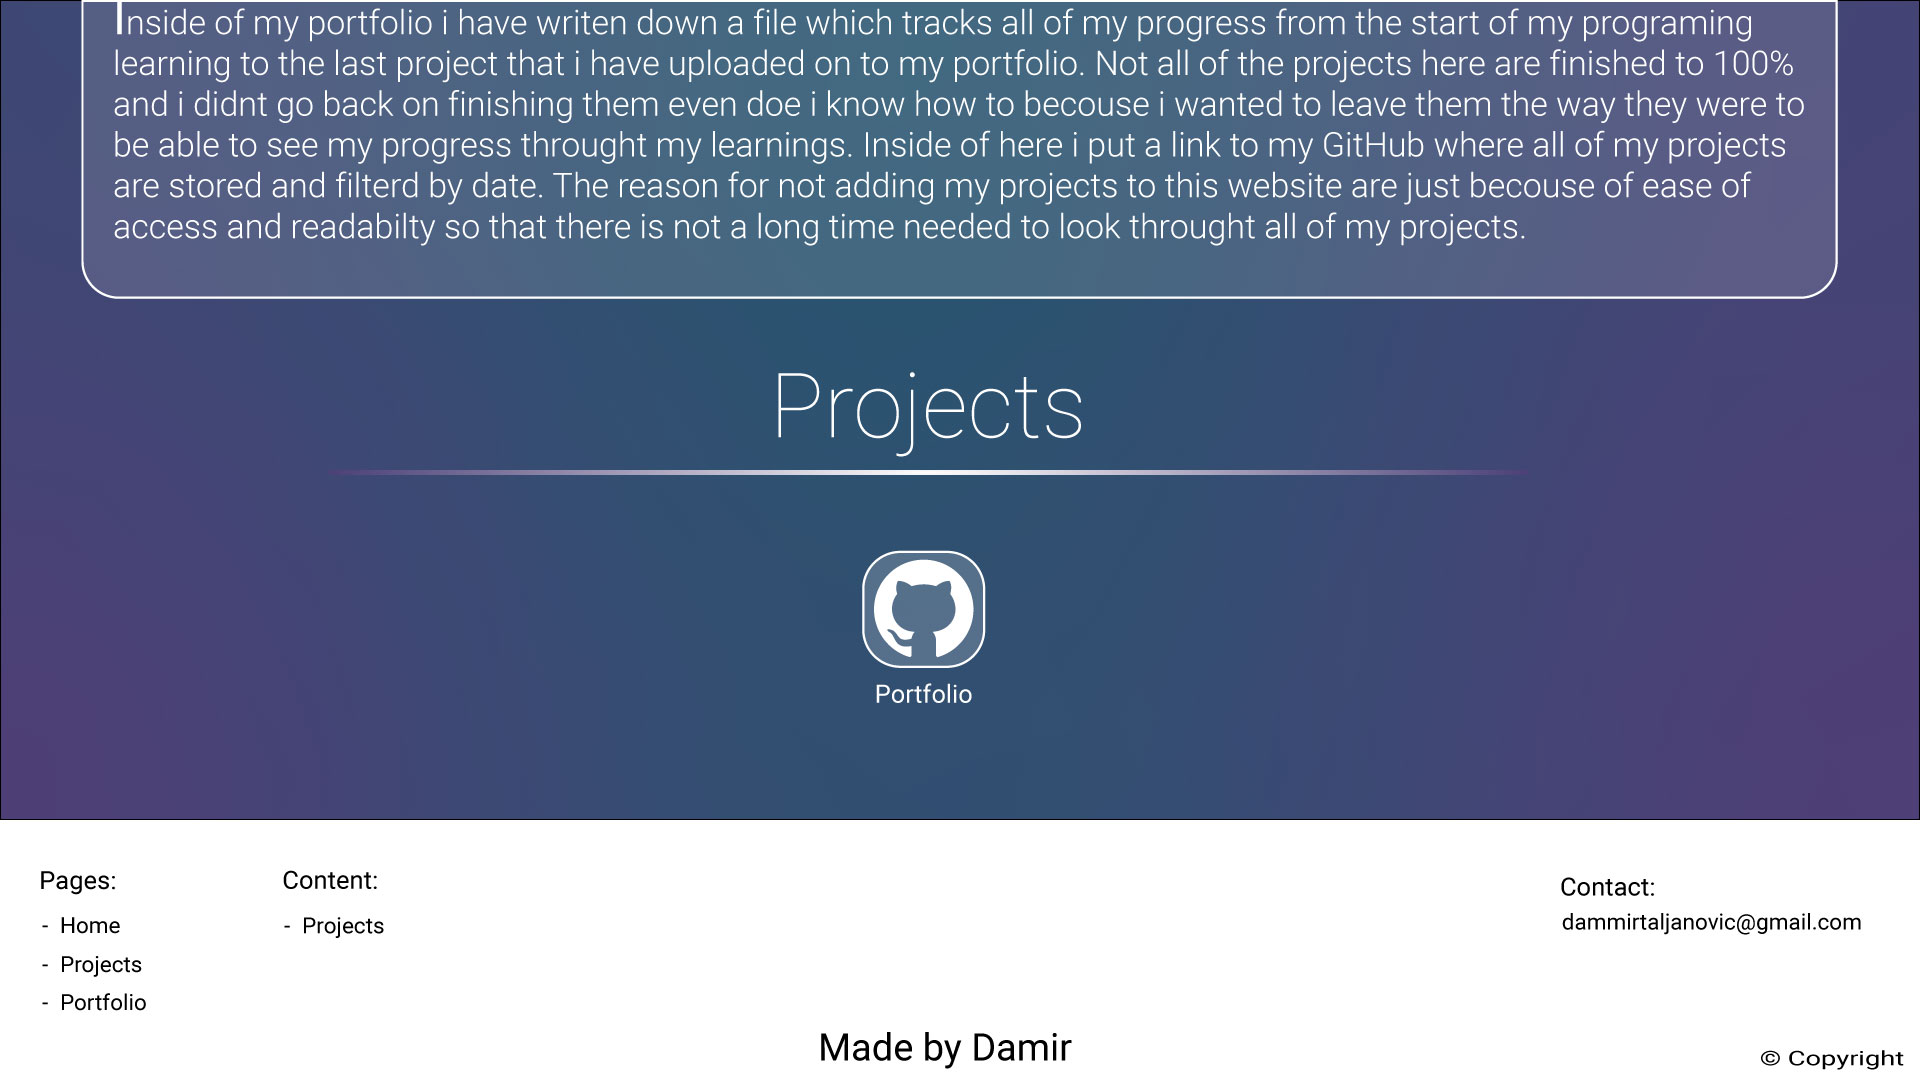 Inside of my portfolio i have writen down a file which tracks all of my progress from the start of my programing
learning to the last project that i have uploaded on to my portfolio. Not all of the projects here are finished to 100%
and i didnt go back on finishing them even doe i know how to becouse i wanted to leave them the way they were to
be able to see my progress throught my learnings. Inside of here i put a link to my GitHub where all of my projects
are stored and filterd by date. The reason for not adding my projects to this website are just becouse of ease of
access and readabilty so that there is not a long time needed to look throught all of my projects.
Projects
Portfolio
Pages:
- Home
- Projects
- Portfolio
Content:
- Projects
Contact:
dammirtaljanovic@gmail.com
Made by Damir
© Copyright